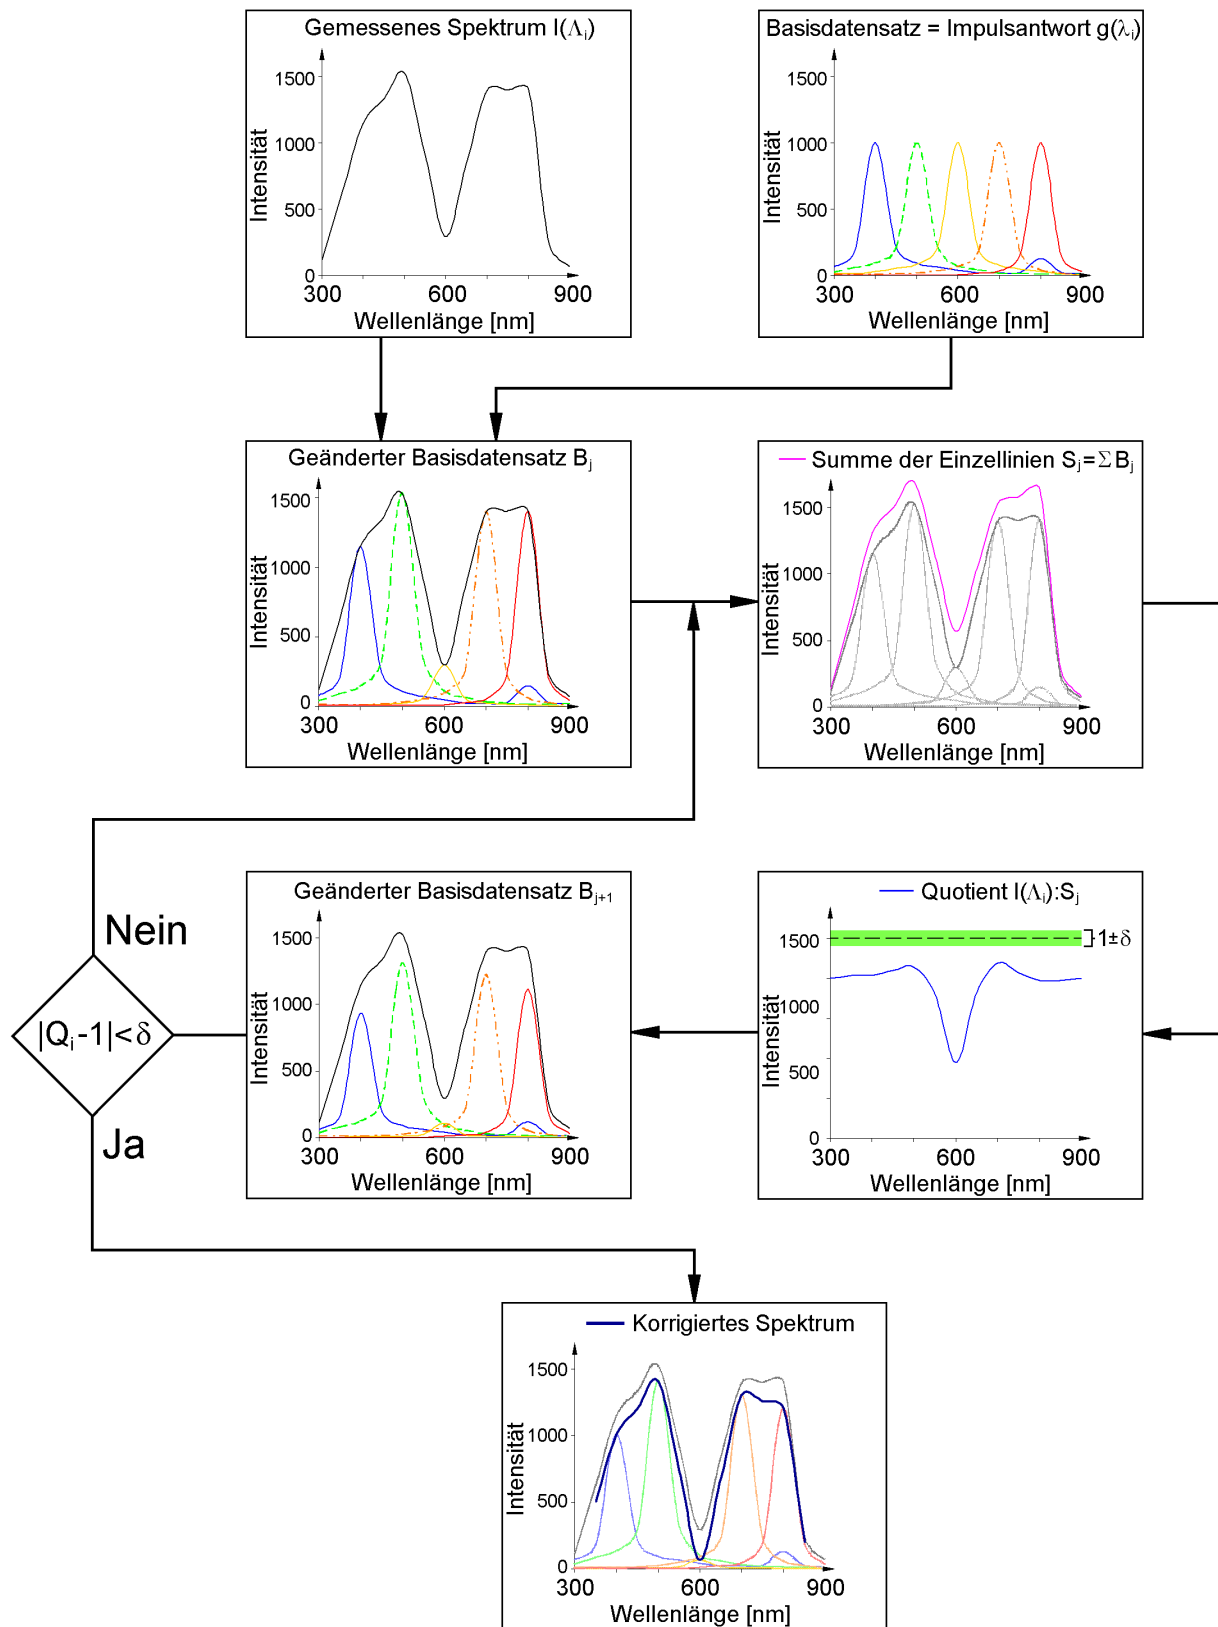 Gemessenes Spektrum I(Λᵢ)
Intensität
1500
1000
500
0
300 600 900
Wellenlänge [nm]
Basisdatensatz = Impulsantwort g(λᵢ)
Intensität
1500
1000
500
0
300 600 900
Wellenlänge [nm]
Geänderter Basisdatensatz Bⱼ
Intensität
1500
1000
500
0
300 600 900
Wellenlänge [nm]
Summe der Einzellinien Sⱼ=ΣBⱼ
Intensität
1500
1000
500
0
300 600 900
Wellenlänge [nm]
Nein
|Qᵢ-1|<δ
Ja
Geänderter Basisdatensatz Bⱼ₊₁
Intensität
1500
1000
500
0
300 600 900
Wellenlänge [nm]
Quotient I(Λᵢ):Sⱼ
1±δ
1500
1000
500
0
300 600 900
Wellenlänge [nm]
Korrigiertes Spektrum
Intensität
1500
1000
500
0
300 600 900
Wellenlänge [nm]